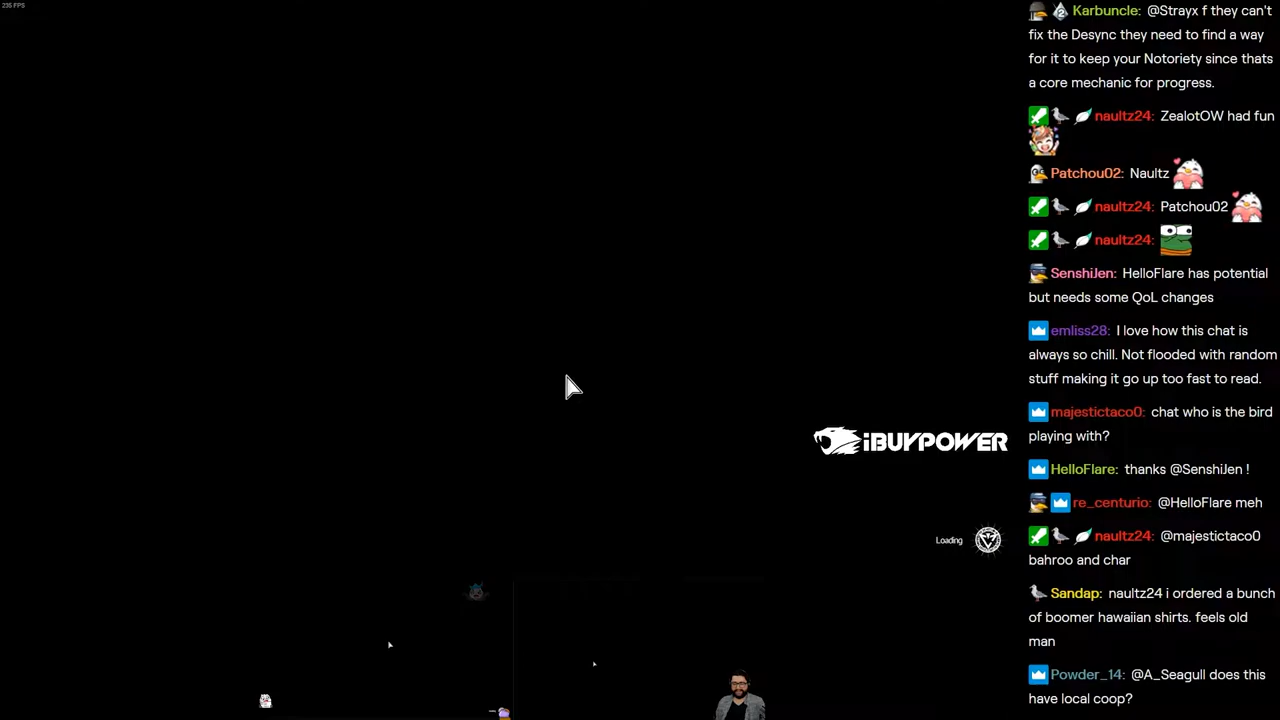 235 FPS
Karbuncle: @Strayx f they can't
fix the Desync they need to find a way
for it to keep your Notoriety since thats
a core mechanic for progress.
naultz24: ZealotOW had fun
Patchou02: Naultz
naultz24: Patchou02
naultz24:
SenshiJen: HelloFlare has potential
but needs some QoL changes
emliss28: I love how this chat is
always so chill. Not flooded with random
stuff making it go up too fast to read.
majestictaco0: chat who is the bird
playing with?
iBUYPOWER
HelloFlare: thanks @SenshiJen !
re_centurio: @HelloFlare meh
Loading
naultz24: @majestictaco0
bahroo and char
Sandap: naultz24 i ordered a bunch
of boomer hawaiian shirts. feels old
man
Powder_14: @A_Seagull does this
have local coop?